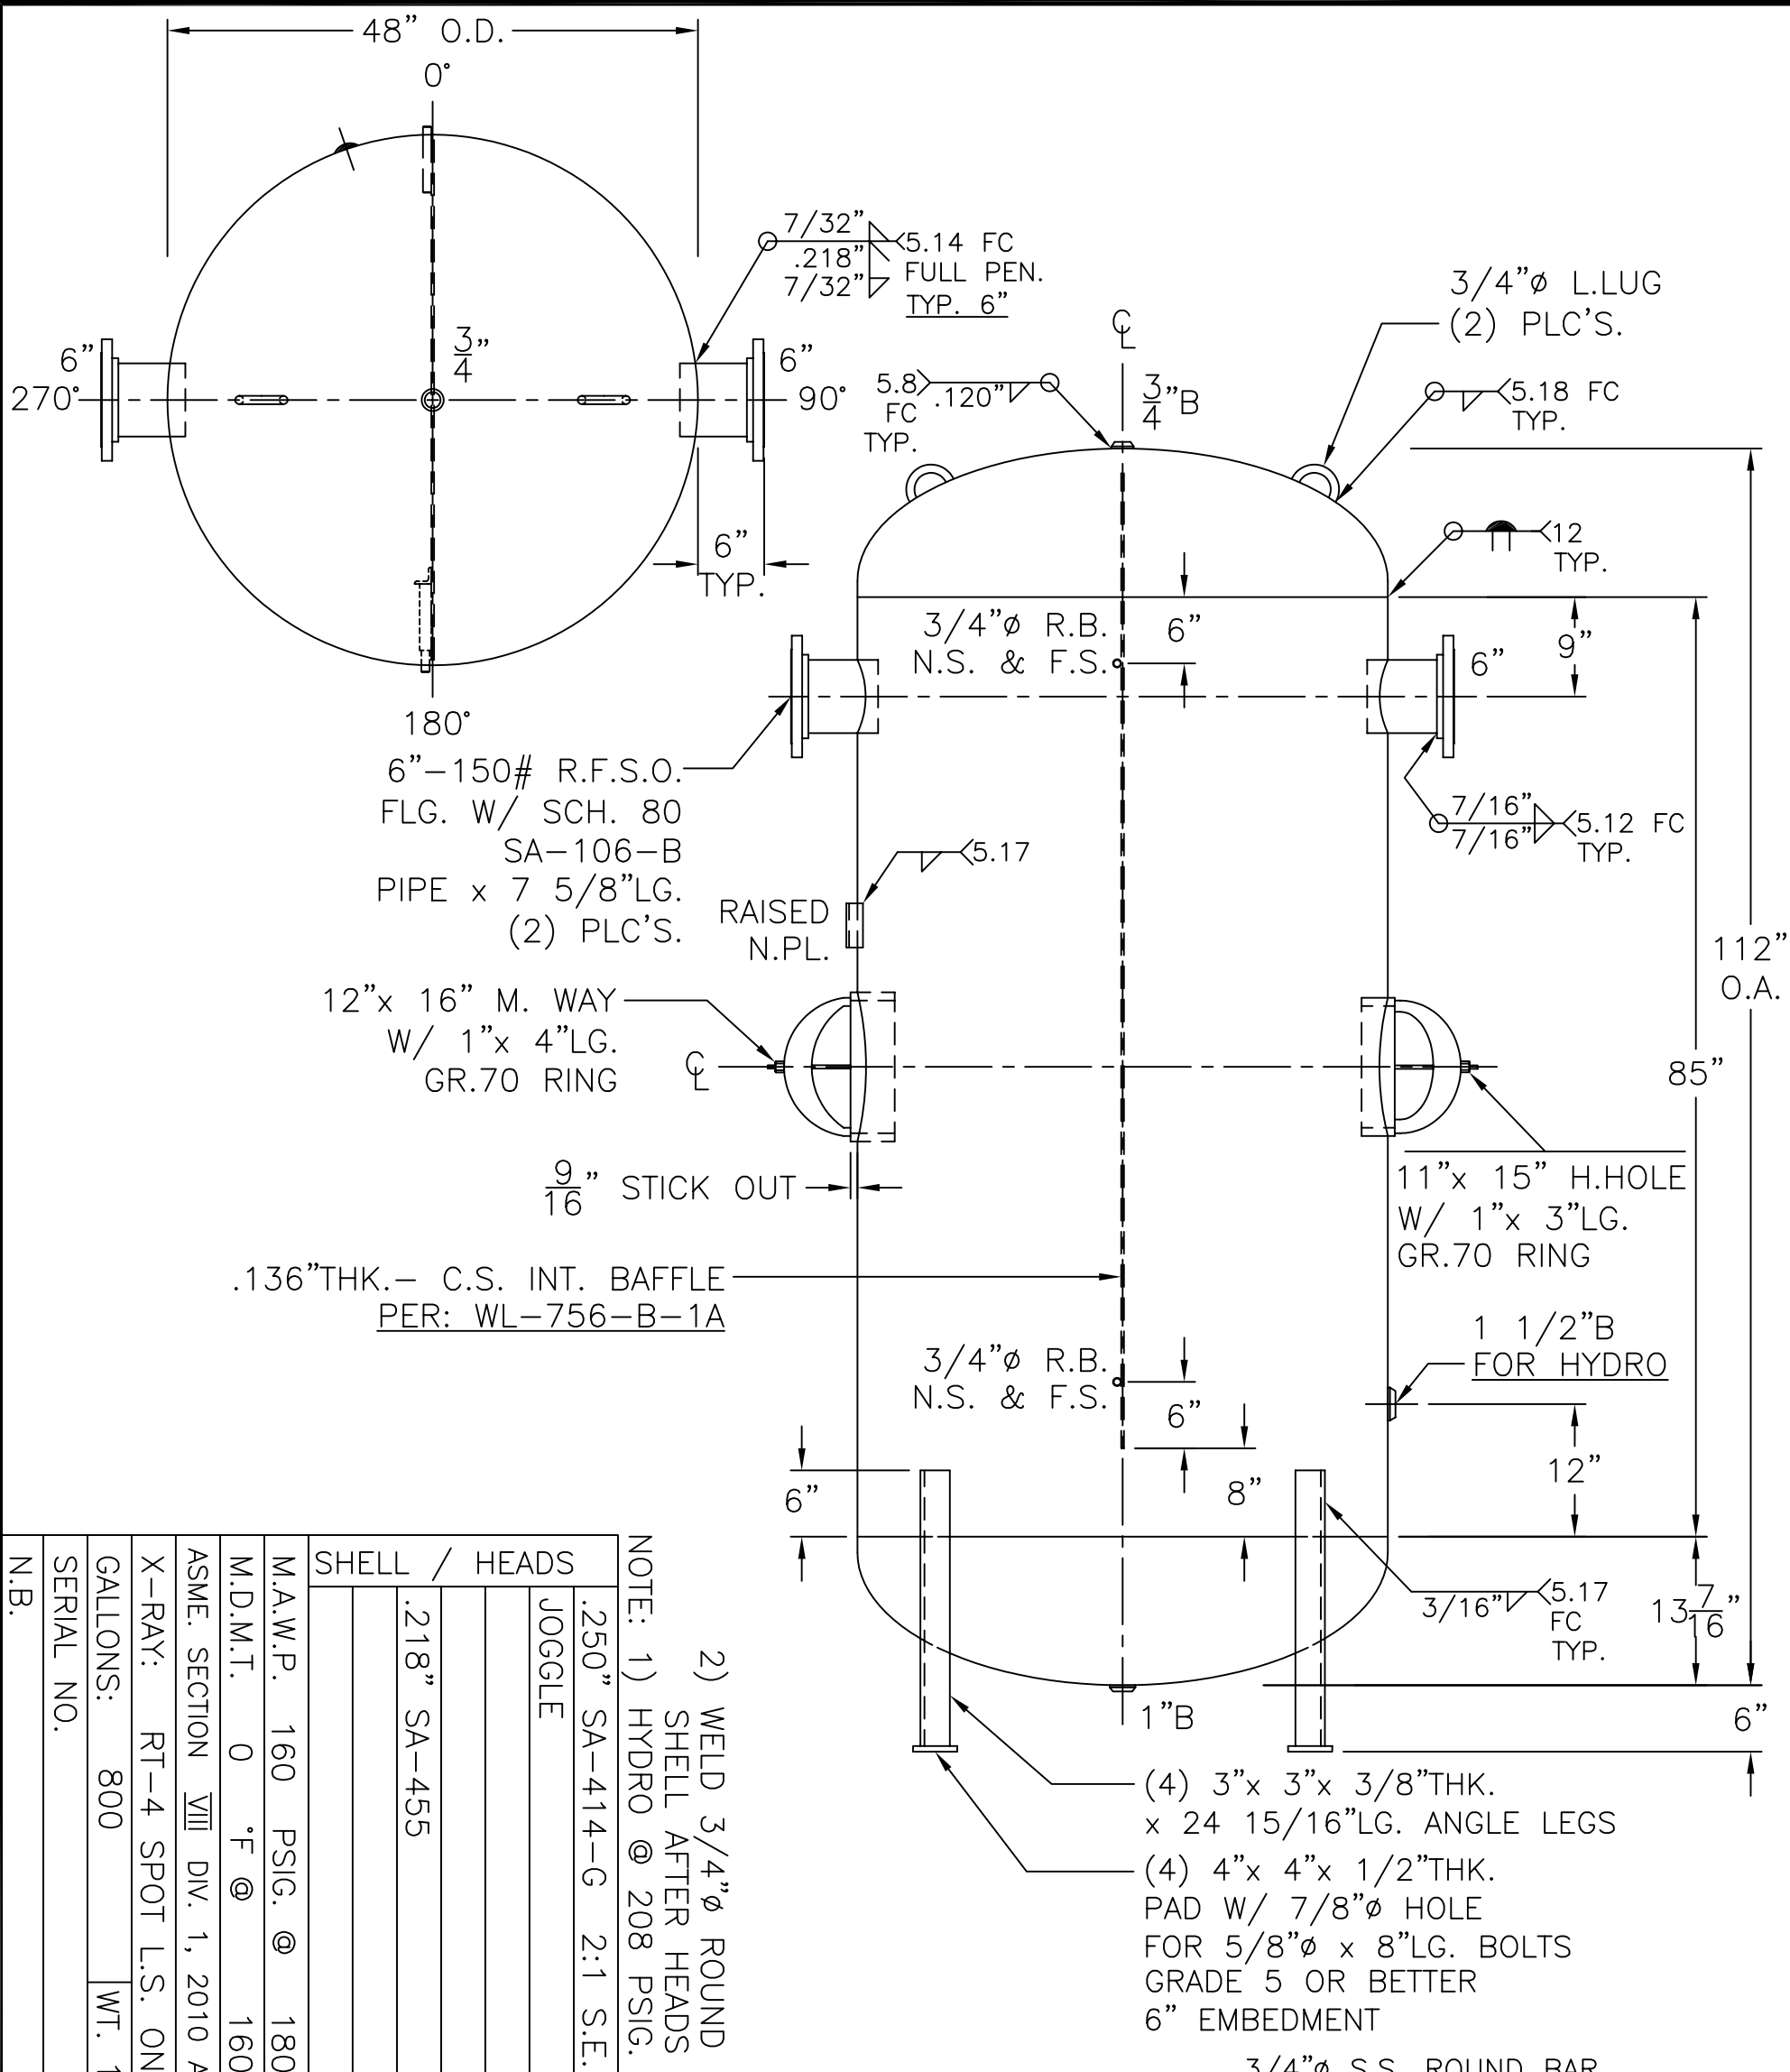 48" O.D.
0°
7/32"
.218"
7/32"
5.14 FC
FULL PEN.
TYP. 6"
6"
270°
3/4"
6"
90°
6"
TYP.
180°
℄
3/4"B
5.8
FC
TYP.
.120"
3/4"ø L.LUG
(2) PLC'S.
5.18 FC
TYP.
12
TYP.
3/4"ø R.B.
N.S. & F.S.
6"
9"
6"
6"-150# R.F.S.O.
FLG. W/ SCH. 80
SA-106-B
PIPE x 7 5/8"LG.
(2) PLC'S.
7/16"
7/16"
5.12 FC
TYP.
5.17
RAISED
N.PL.
112"
O.A.
85"
12"x 16" M. WAY
W/ 1"x 4"LG.
GR.70 RING
℄
9/16" STICK OUT
11"x 15" H.HOLE
W/ 1"x 3"LG.
GR.70 RING
.136"THK.- C.S. INT. BAFFLE
PER: WL-756-B-1A
1 1/2"B
FOR HYDRO
3/4"ø R.B.
N.S. & F.S.
6"
8"
12"
6"
3/16"
5.17
FC
TYP.
13 7/16"
6"
1"B
(4) 3"x 3"x 3/8"THK.
x 24 15/16"LG. ANGLE LEGS
(4) 4"x 4"x 1/2"THK.
PAD W/ 7/8"ø HOLE
FOR 5/8"ø x 8"LG. BOLTS
GRADE 5 OR BETTER
6" EMBEDMENT
3/4"ø S.S. ROUND BAR
2) WELD 3/4"ø ROUND
SHELL AFTER HEADS
NOTE: 1) HYDRO @ 208 PSIG.
SHELL / HEADS
.250" SA-414-G 2:1 S.E.
JOGGLE
.218" SA-455
M.A.W.P. 160 PSIG. @ 180
M.D.M.T. 0 °F @ 160
ASME. SECTION VIII DIV. 1, 2010
X-RAY: RT-4 SPOT L.S.
GALLONS: 800
WT.
SERIAL NO.
N.B.